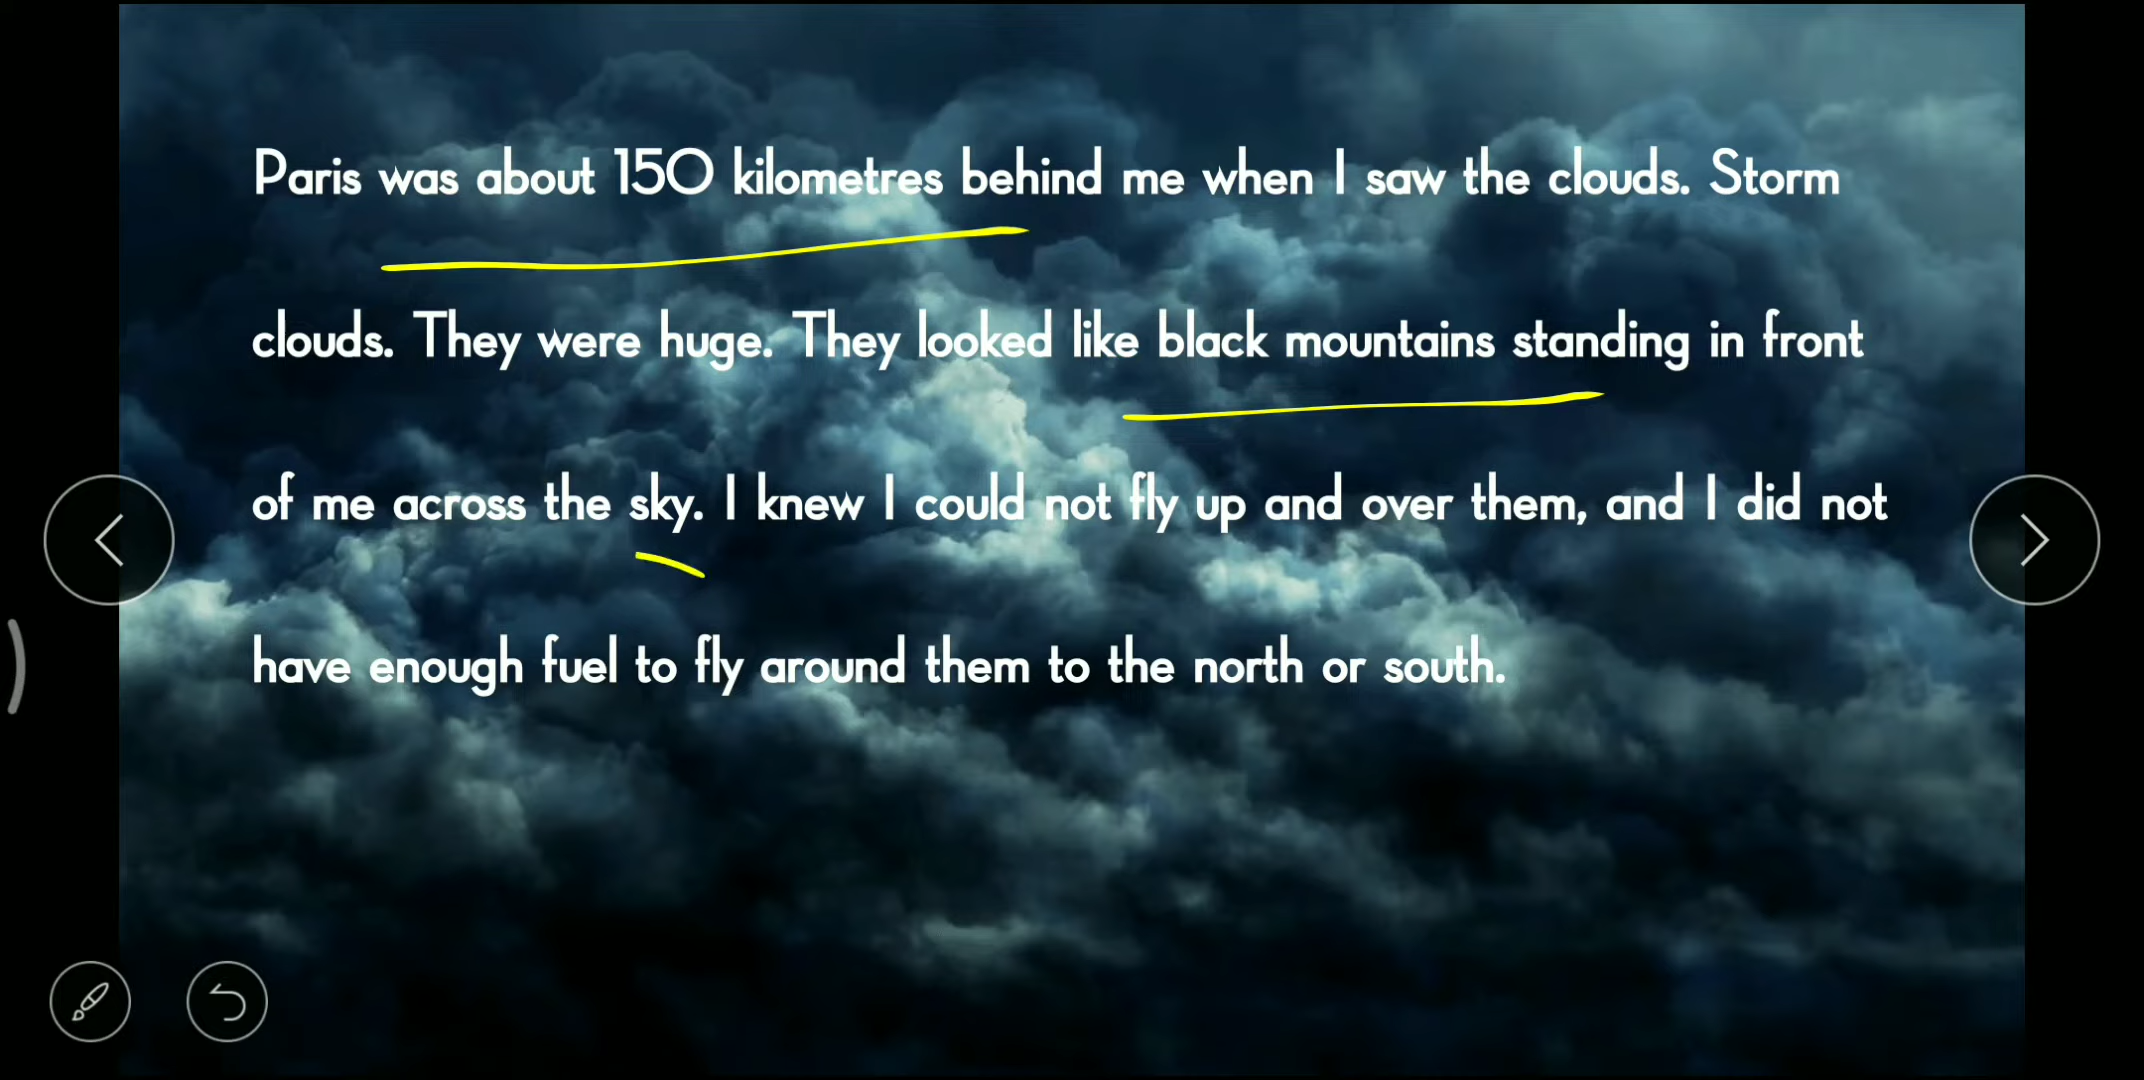 Paris was about 150 kilometres behind me when I saw the clouds. Storm
clouds. They were huge. They looked like black mountains standing in front
of me across the sky. I knew I could not fly up and over them, and I did not
have enough fuel to fly around them to the north or south.